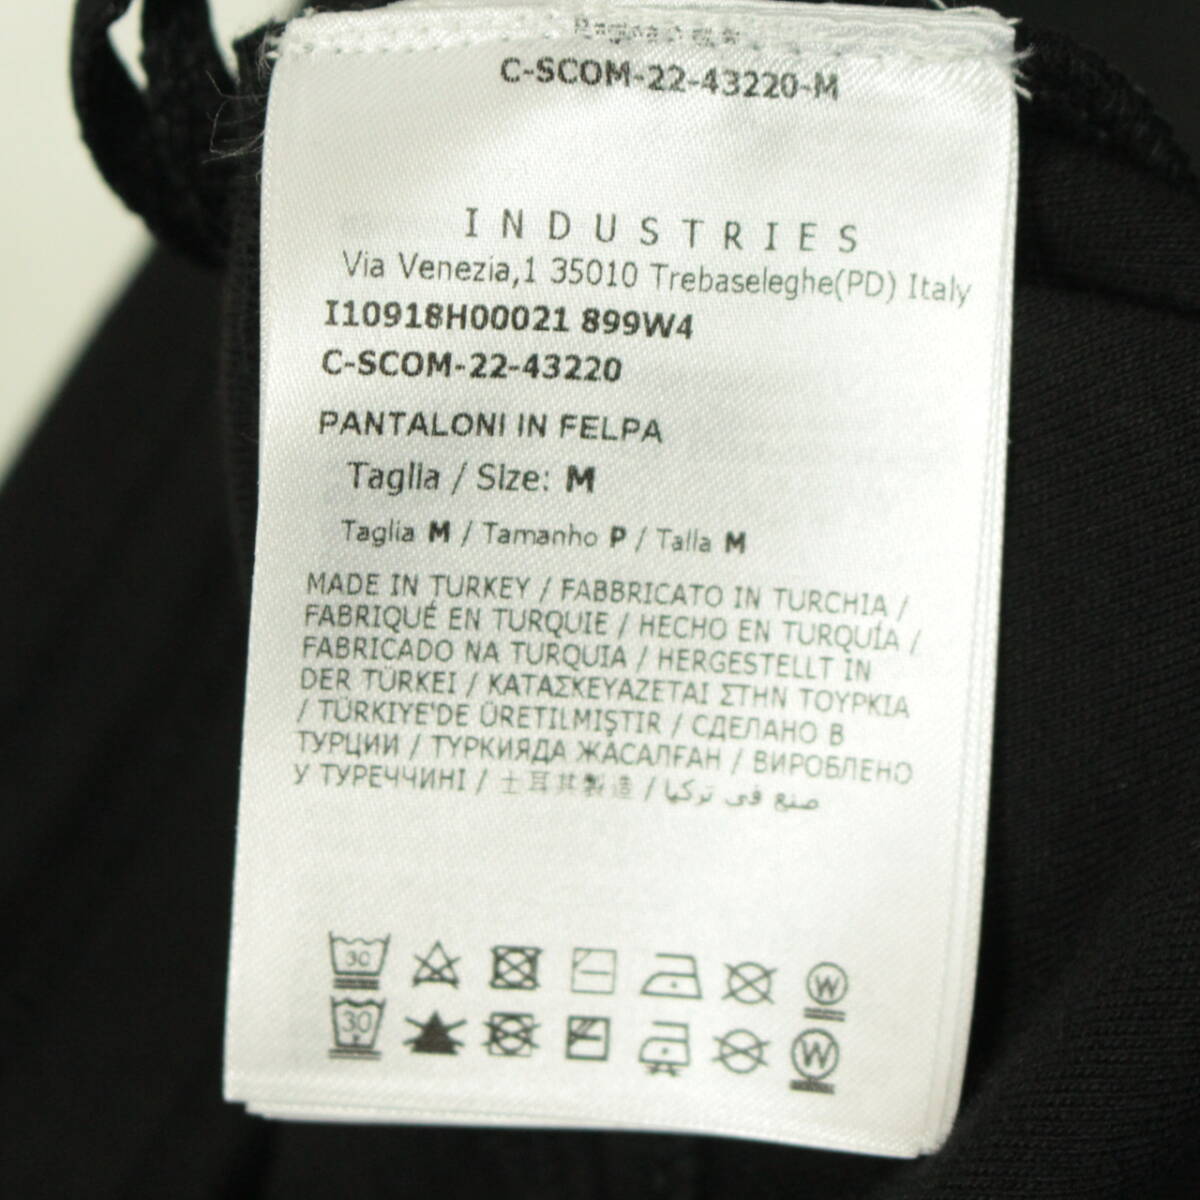 C-SCOM-22-43220-M
INDUSTRIES
Via Venezia,1 35010 Trebaseleghe(PD) Italy
I10918H00021 899W4
C-SCOM-22-43220
PANTALONI IN FELPA
Taglia / Size: M
Taglia M / Tamanho P / Talla M
MADE IN TURKEY / FABBRICATO IN TURCHIA /
FABRIQUÉ EN TURQUIE / HECHO EN TURQUÍA /
FABRICADO NA TURQUIA / HERGESTELLT IN
DER TÜRKEI / ΚΑΤΑΣΚΕΥΑΖΕΤΑΙ ΣΤΗΝ ΤΟΥΡΚΙΑ
/ TÜRKİYE'DE ÜRETILMIŞTIR / СДЕЛАНО В
ТУРЦИИ / ТҮРКИЯДА ЖАСАЛҒАН / ВИРОБЛЕНО
У ТУРЕЧЧИНІ / 土耳其製造 / صنع في تركيا
30 W
30 W